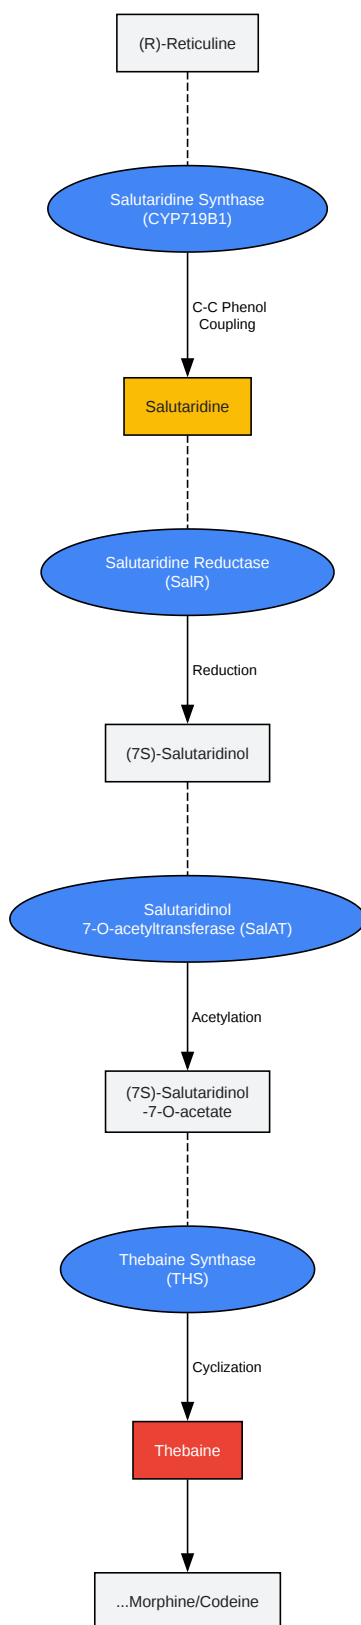 (R)-Reticuline
Salutaridine Synthase
(CYP719B1)
C-C Phenol
Coupling
Salutaridine
Salutaridine Reductase
(SalR)
Reduction
(7S)-Salutaridinol
Salutaridinol
7-O-acetyltransferase (SalAT)
Acetylation
(7S)-Salutaridinol
-7-O-acetate
Thebaine Synthase
(THS)
Cyclization
Thebaine
...Morphine/Codeine